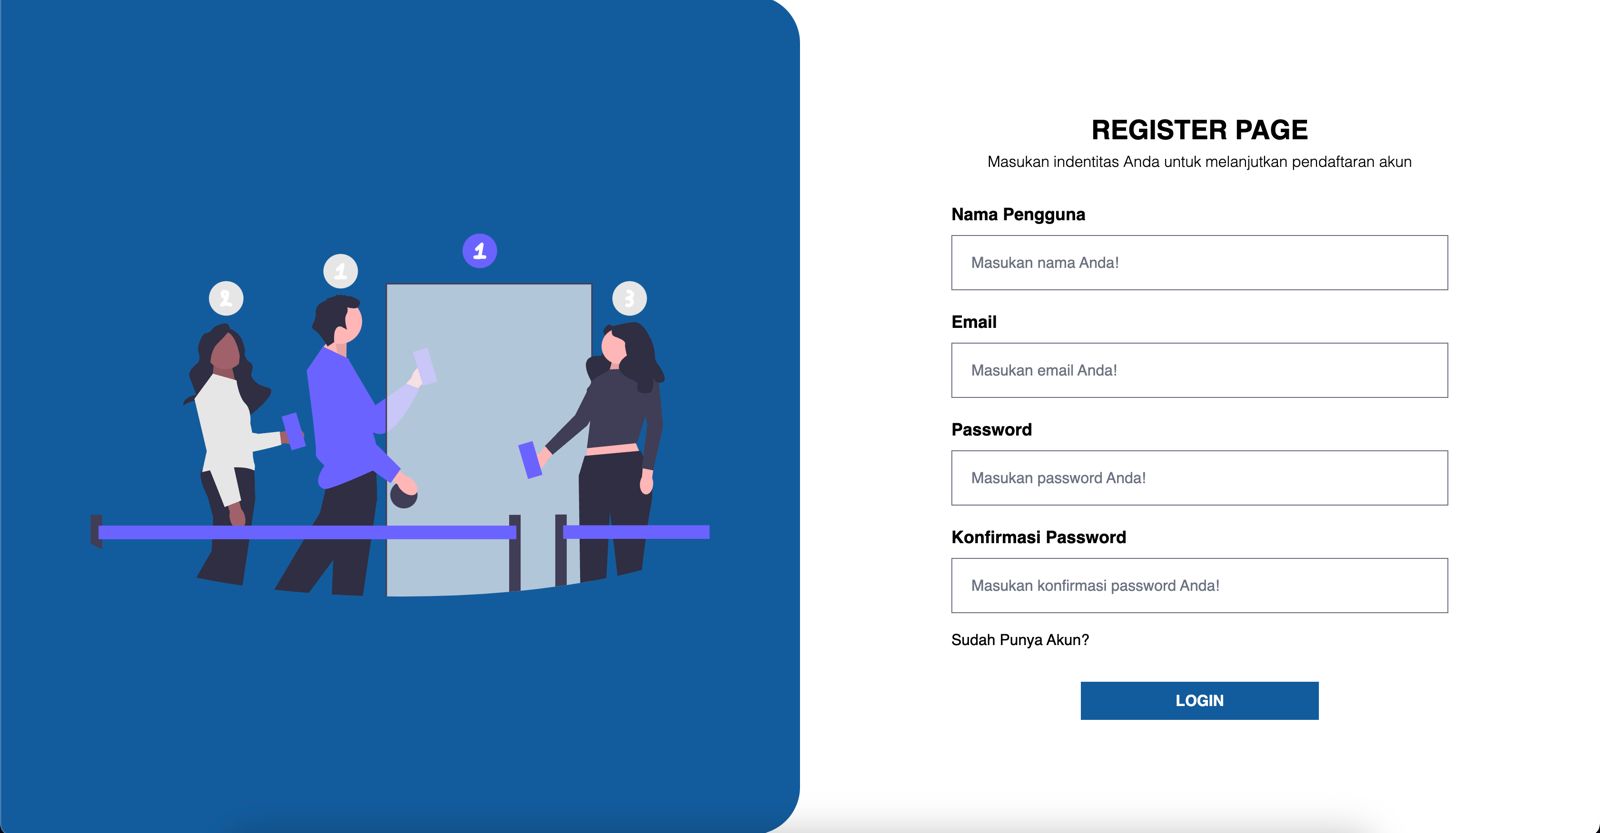 2
1
1
3
REGISTER PAGE
Masukan indentitas Anda untuk melanjutkan pendaftaran akun
Nama Pengguna
Masukan nama Anda!
Email
Masukan email Anda!
Password
Masukan password Anda!
Konfirmasi Password
Masukan konfirmasi password Anda!
Sudah Punya Akun?
LOGIN